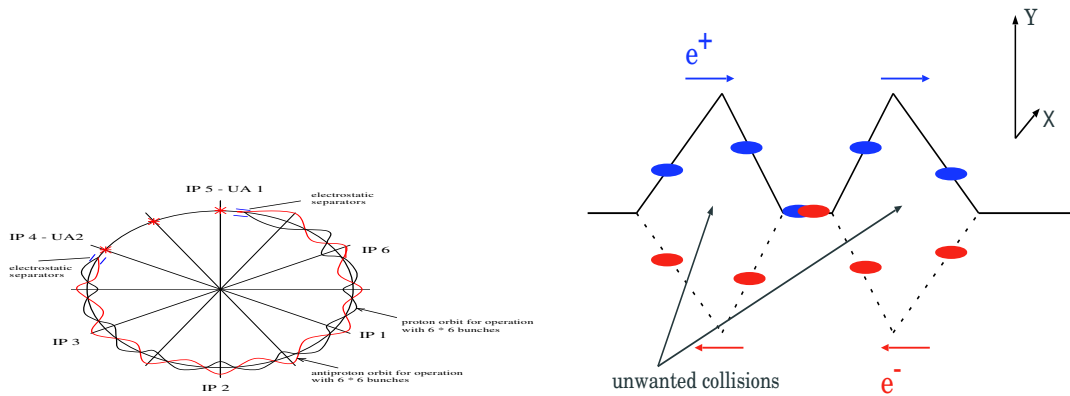 IP 5 - UA 1
electrostatic
separators
IP 4 - UA2
IP 6
electrostatic
separators
proton orbit for operation
with 6 * 6 bunches
IP 1
IP 3
antiproton orbit for operation
with 6 * 6 bunches
IP 2
e+
Y
X
unwanted collisions
e-